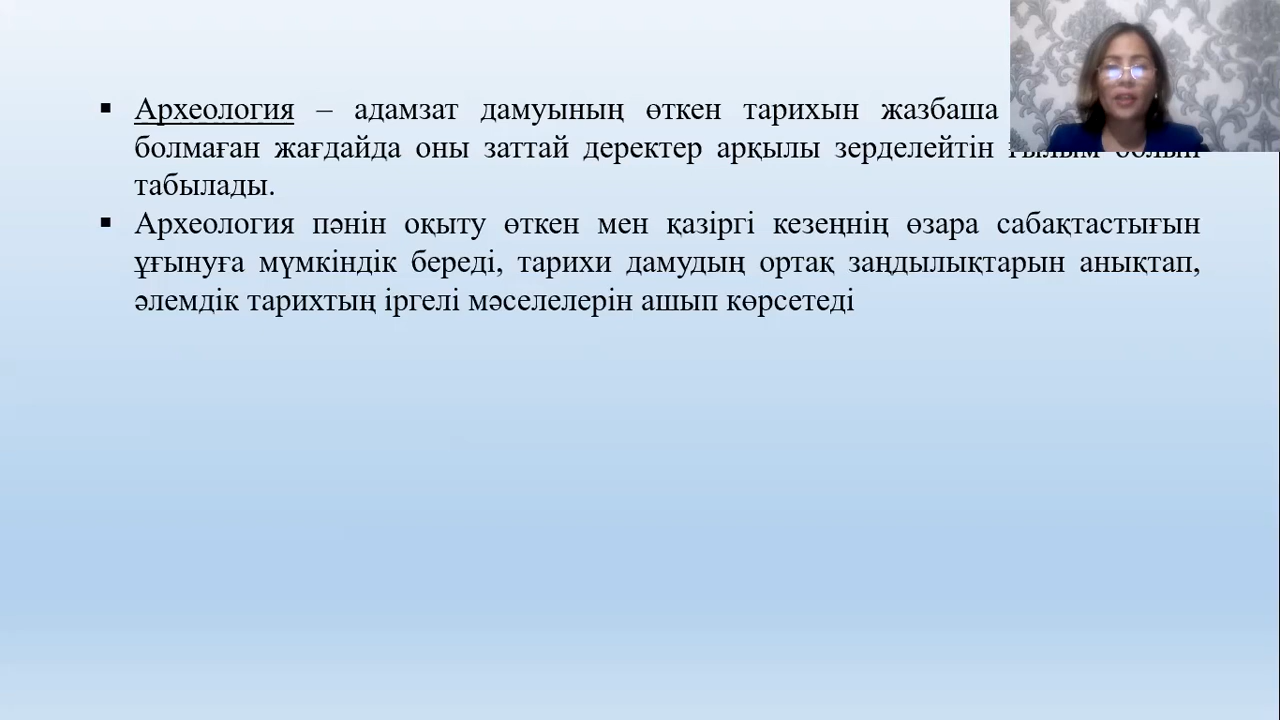 ▪ Археология – адамзат дамуының өткен тарихын жазбаша
болмаған жағдайда оны заттай деректер арқылы зерделейтін
табылады.
▪ Археология пәнін оқыту өткен мен қазіргі кезеңнің өзара сабақтастығын
ұғынуға мүмкіндік береді, тарихи дамудың ортақ заңдылықтарын анықтап,
әлемдік тарихтың іргелі мәселелерін ашып көрсетеді